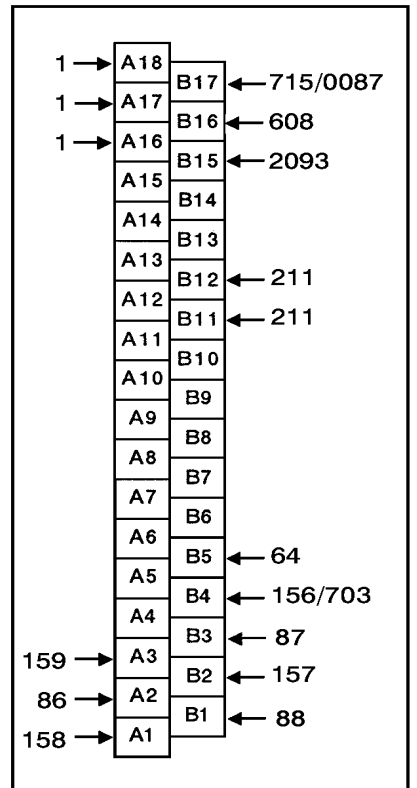 1 A18
B17 715/0087
1 A17
B16 608
1 A16
B15 2093
A15
B14
A14
B13
A13
B12 211
A12
B11 211
A11
B10
A10
B9
A9
B8
A8
B7
A7
B6
A6
B5 64
A5
B4 156/703
A4
B3 87
159 A3
B2 157
86 A2
B1 88
158 A1